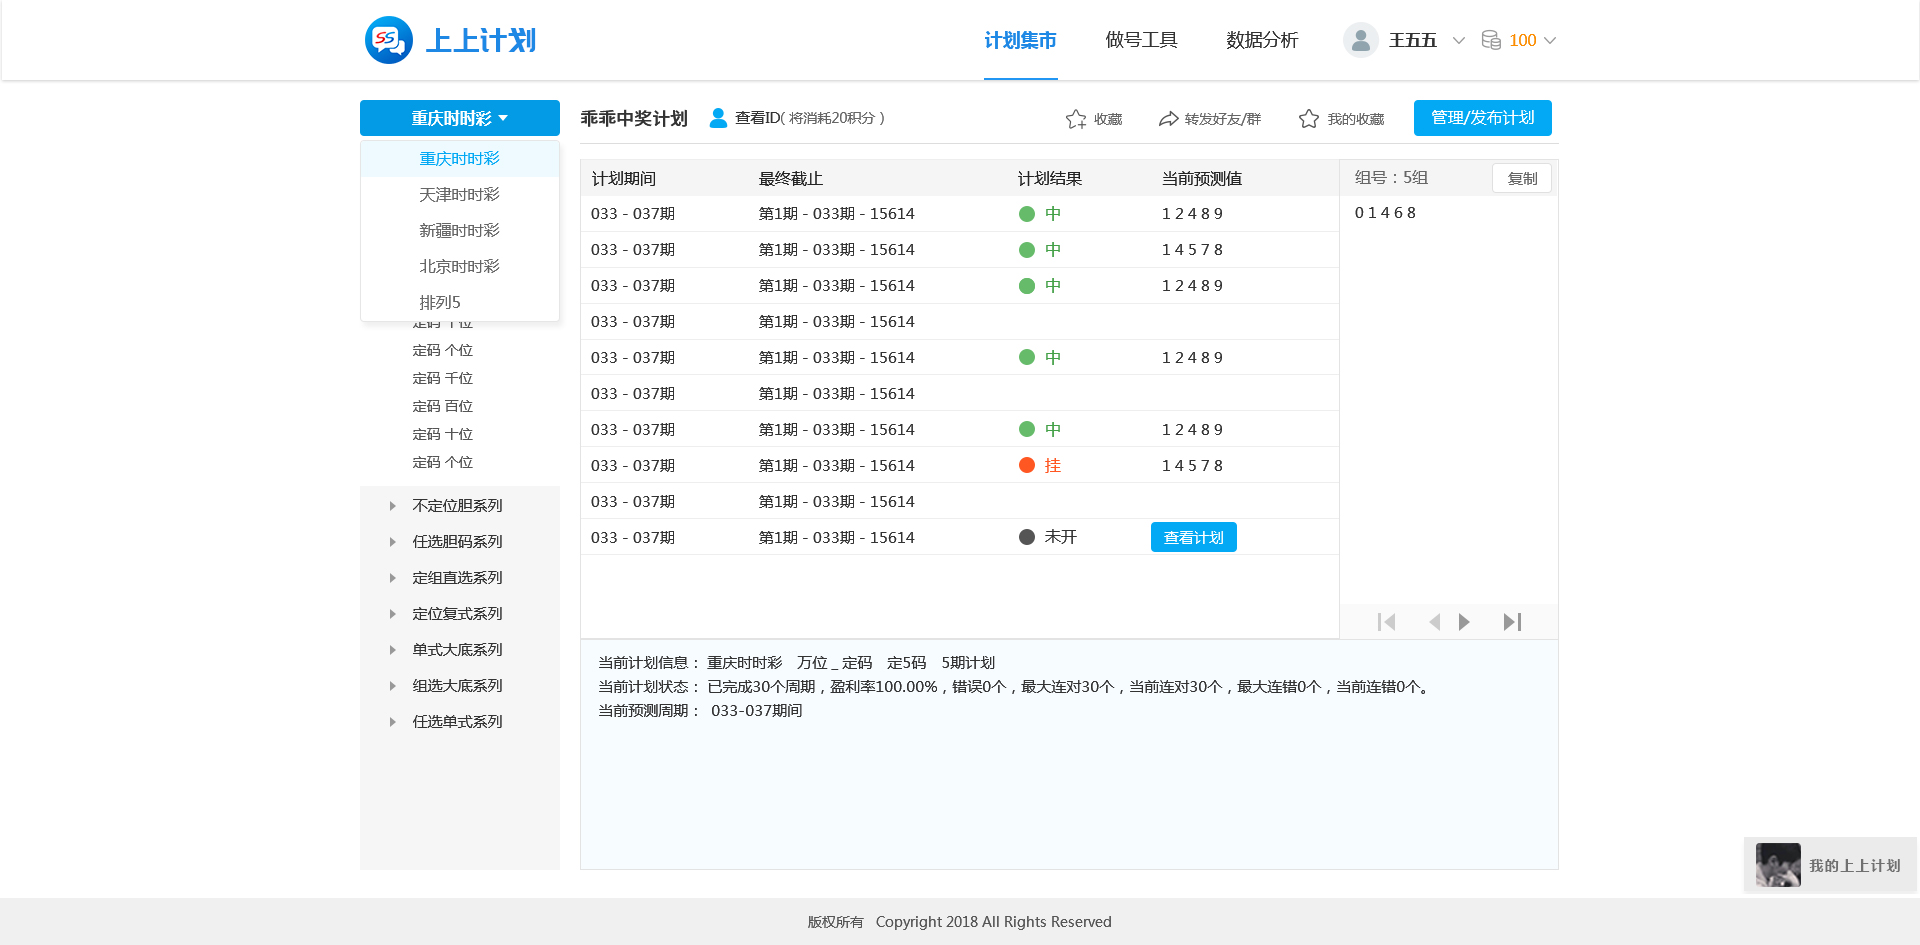 SS 上上计划
计划集市 做号工具 数据分析 王五五 100
重庆时时彩
重庆时时彩
天津时时彩
新疆时时彩
北京时时彩
排列5
定码 个位
定码 千位
定码 百位
定码 十位
定码 个位
不定位胆系列
任选胆码系列
定组直选系列
定位复式系列
单式大底系列
组选大底系列
任选单式系列
乖乖中奖计划 查看ID( 将消耗20积分 ) 收藏 转发好友/群 我的收藏 管理/发布计划
计划期间 最终截止 计划结果 当前预测值
033 - 037期 第1期 - 033期 - 15614 中 1 2 4 8 9
033 - 037期 第1期 - 033期 - 15614 中 1 4 5 7 8
033 - 037期 第1期 - 033期 - 15614 中 1 2 4 8 9
033 - 037期 第1期 - 033期 - 15614
033 - 037期 第1期 - 033期 - 15614 中 1 2 4 8 9
033 - 037期 第1期 - 033期 - 15614
033 - 037期 第1期 - 033期 - 15614 中 1 2 4 8 9
033 - 037期 第1期 - 033期 - 15614 挂 1 4 5 7 8
033 - 037期 第1期 - 033期 - 15614
033 - 037期 第1期 - 033期 - 15614 未开 查看计划
组号：5组 复制
0 1 4 6 8
当前计划信息： 重庆时时彩 万位 _ 定码 定5码 5期计划
当前计划状态： 已完成30个周期，盈利率100.00%，错误0个，最大连对30个，当前连对30个，最大连错0个，当前连错0个。
当前预测周期： 033-037期间
我的上上计划
版权所有 Copyright 2018 All Rights Reserved